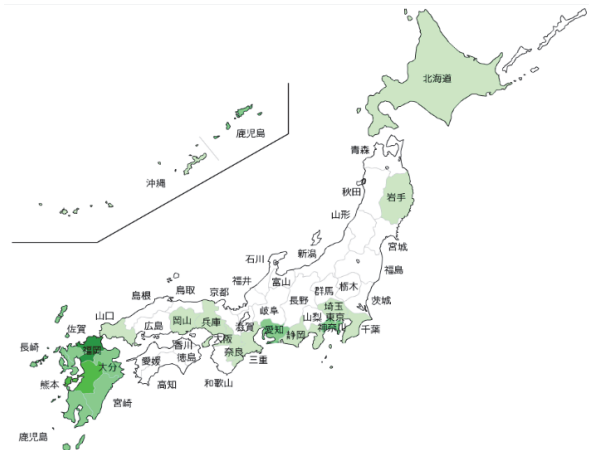 北海道
鹿児島
青森
沖縄
秋田
岩手
山形
宮城
新潟
石川
福島
富山
福井
栃木
群馬
京都
鳥取
島根
長野
茨城
埼玉
岐阜
山口
山梨
東京
岡山
兵庫
広島
滋賀
愛知
静岡
神奈川
千葉
佐賀
大阪
香川
長崎
福岡
奈良
徳島
三重
愛媛
大分
熊本
高知
和歌山
宮崎
鹿児島